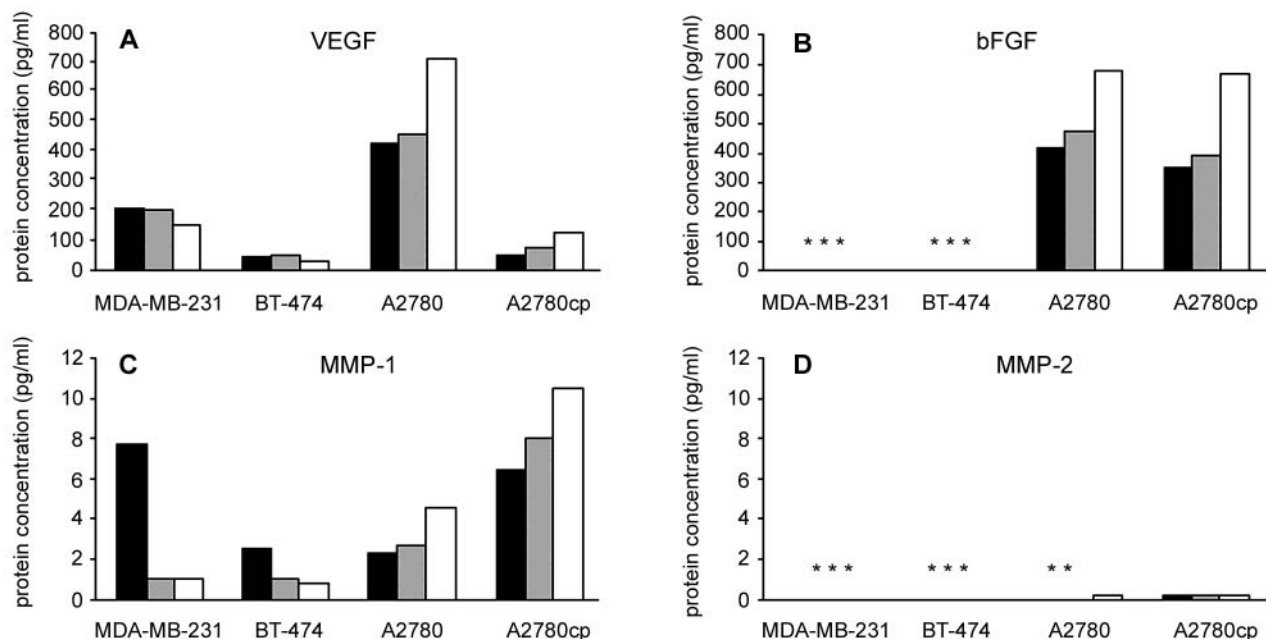 A VEGF
protein concentration (pg/ml)
800
700
600
500
400
300
200
100
0
MDA-MB-231 BT-474 A2780 A2780cp
B bFGF
protein concentration (pg/ml)
800
700
600
500
400
300
200
100
0
* * * * * *
MDA-MB-231 BT-474 A2780 A2780cp
C MMP-1
protein concentration (pg/ml)
12
10
8
6
4
2
0
MDA-MB-231 BT-474 A2780 A2780cp
D MMP-2
protein concentration (pg/ml)
12
10
8
6
4
2
0
* * * * * * * *
MDA-MB-231 BT-474 A2780 A2780cp